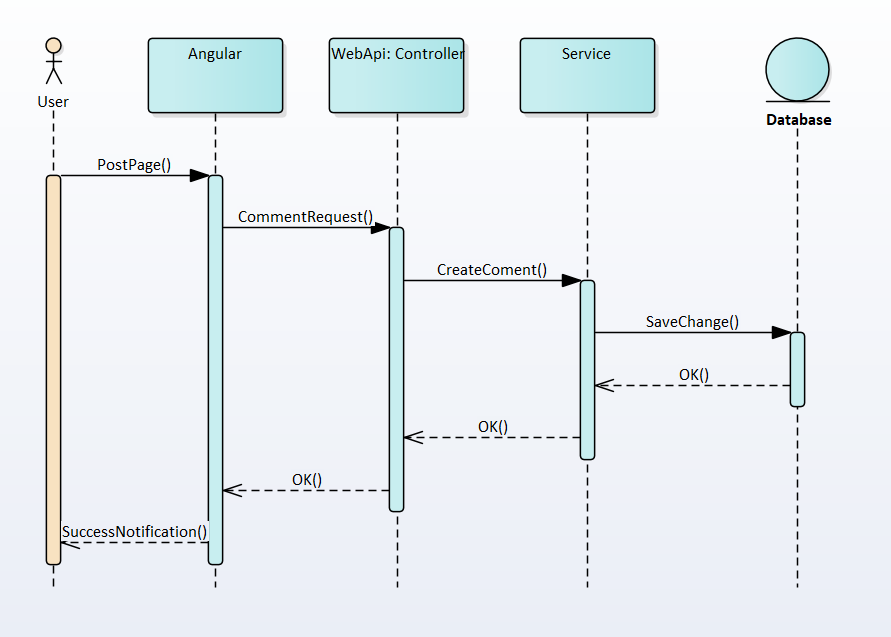 Angular
WebApi: Controller
Service
User
Database
PostPage()
CommentRequest()
CreateComent()
SaveChange()
OK()
OK()
OK()
SuccessNotification()